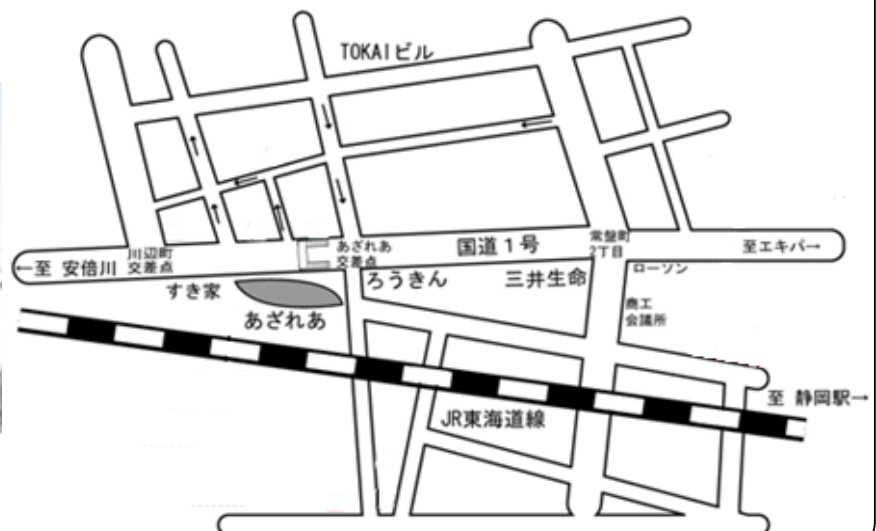 TOKAIビル
国道1号
常盤町
2丁目
至エキパ→
あざれあ
交差点
川辺町
交差点
←至 安倍川
すき家
ろうきん
三井生命
ローソン
あざれあ
商工
会議所
至 静岡駅→
JR東海道線